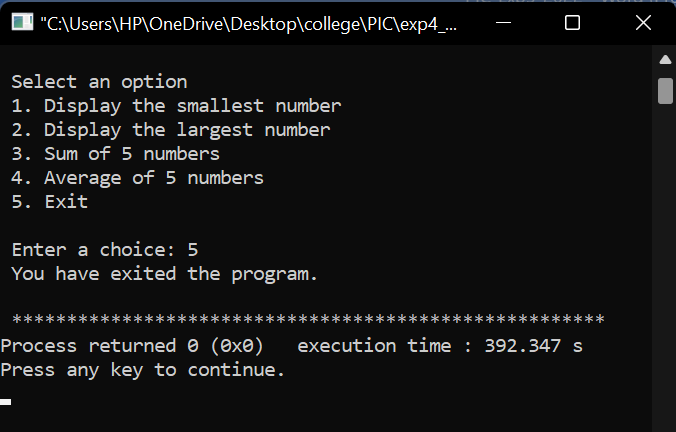 "C:\Users\HP\OneDrive\Desktop\college\PIC\exp4_...
Select an option
1. Display the smallest number
2. Display the largest number
3. Sum of 5 numbers
4. Average of 5 numbers
5. Exit
Enter a choice: 5
You have exited the program.
******************************************************
Process returned 0 (0x0)   execution time : 392.347 s
Press any key to continue.